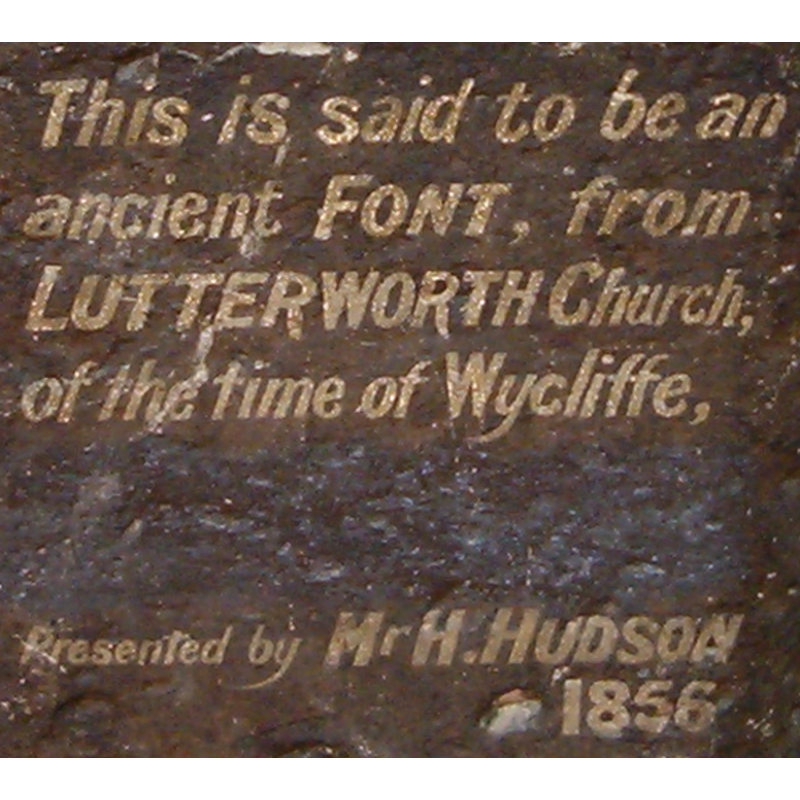 This is said to be an
ancient FONT, from
LUTTERWORTH Church,
of the time of Wycliffe,
Presented by Mr H. HUDSON
1856